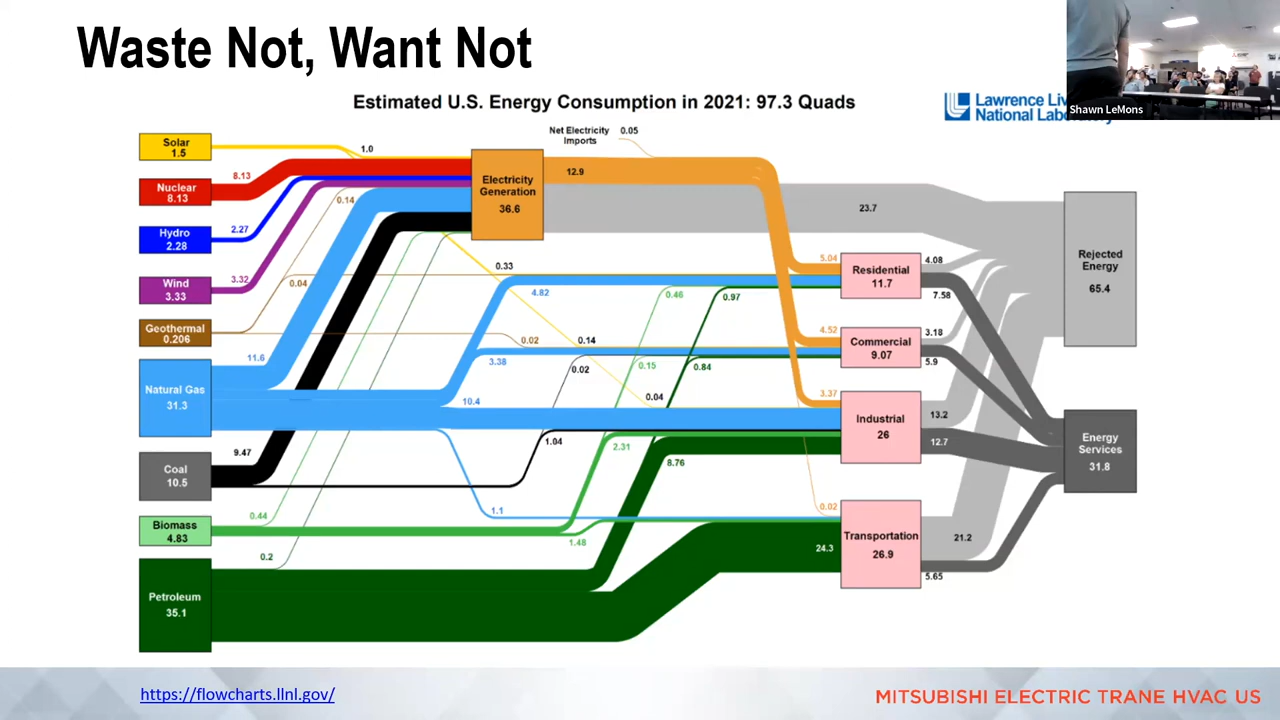 Waste Not, Want Not
Estimated U.S. Energy Consumption in 2021: 97.3 Quads
Lawrence
National
Shawn LeMons
Net Electricity
Imports
0.05
Solar
1.5
1.0
Nuclear
8.13
8.13
Hydro
2.28
2.27
Wind
3.33
3.32
Geothermal
0.206
0.14
0.04
Natural Gas
31.3
11.6
Coal
10.5
9.47
Biomass
4.83
0.44
0.2
Petroleum
35.1
Electricity
Generation
36.6
12.9
23.7
0.33
4.82
0.46
0.97
0.02
0.14
3.38
0.02
0.15
0.84
10.4
0.04
1.04
2.31
8.76
1.1
1.48
24.3
5.04
Residential
11.7
4.08
7.58
4.52
Commercial
9.07
3.18
5.9
3.37
Industrial
26
13.2
12.7
0.02
Transportation
26.9
21.2
5.65
Rejected
Energy
65.4
Energy
Services
31.8
https://flowcharts.llnl.gov/
MITSUBISHI ELECTRIC TRANE HVAC US